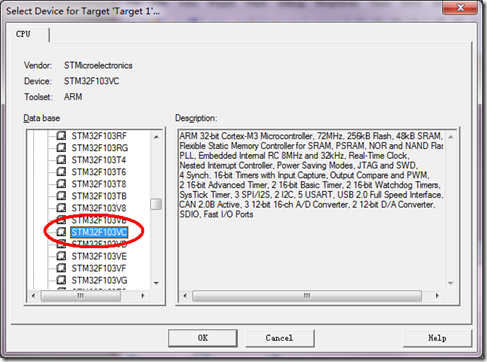 Select Device for Target 'Target 1'...
CPU
Vendor: STMicroelectronics
Device: STM32F103VC
Toolset: ARM
Data base
Description:
STM32F103RF
STM32F103RG
STM32F103T4
STM32F103T6
STM32F103T8
STM32F103TB
STM32F103V8
STM32F103VB
STM32F103VC
STM32F103VD
STM32F103VE
STM32F103VF
STM32F103VG
ARM 32-bit Cortex-M3 Microcontroller, 72MHz, 256kB Flash, 48kB SRAM,
Flexible Static Memory Controller for SRAM, PSRAM, NOR and NAND Flas
PLL, Embedded Internal RC 8MHz and 32kHz, Real-Time Clock,
Nested Interrupt Controller, Power Saving Modes, JTAG and SWD,
4 Synch. 16-bit Timers with Input Capture, Output Compare and PWM,
2 16-bit Advanced Timer, 2 16-bit Basic Timer, 2 16-bit Watchdog Timers,
SysTick Timer, 3 SPI/I2S, 2 I2C, 5 USART, USB 2.0 Full Speed Interface,
CAN 2.0B Active, 3 12-bit 16-ch A/D Converter, 2 12-bit D/A Converter,
SDIO, Fast I/O Ports
OK
Cancel
Help